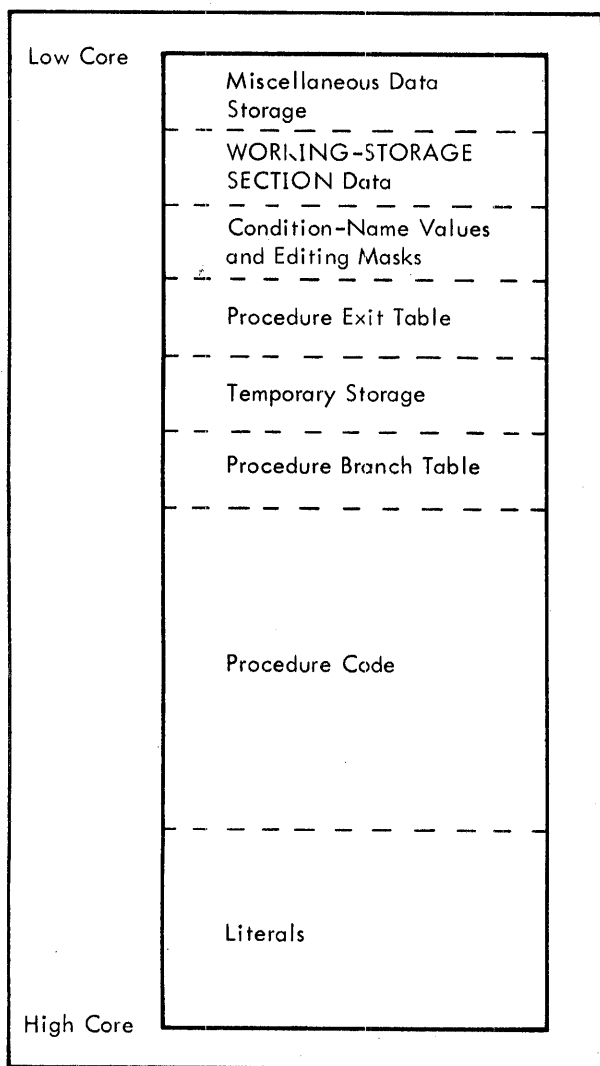 Low Core
Miscellaneous Data
Storage
WORKING-STORAGE
SECTION Data
Condition-Name Values
and Editing Masks
Procedure Exit Table
Temporary Storage
Procedure Branch Table
Procedure Code
Literals
High Core